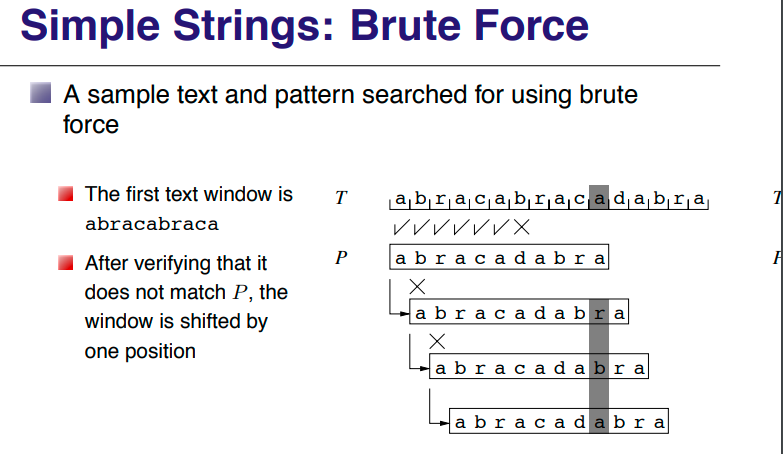 Simple Strings: Brute Force
A sample text and pattern searched for using brute
force
The first text window is
abracabraca
After verifying that it
does not match P, the
window is shifted by
one position
T a b r a c a b r a c a d a b r a
P a b r a c a d a b r a
a b r a c a d a b r a
a b r a c a d a b r a
a b r a c a d a b r a